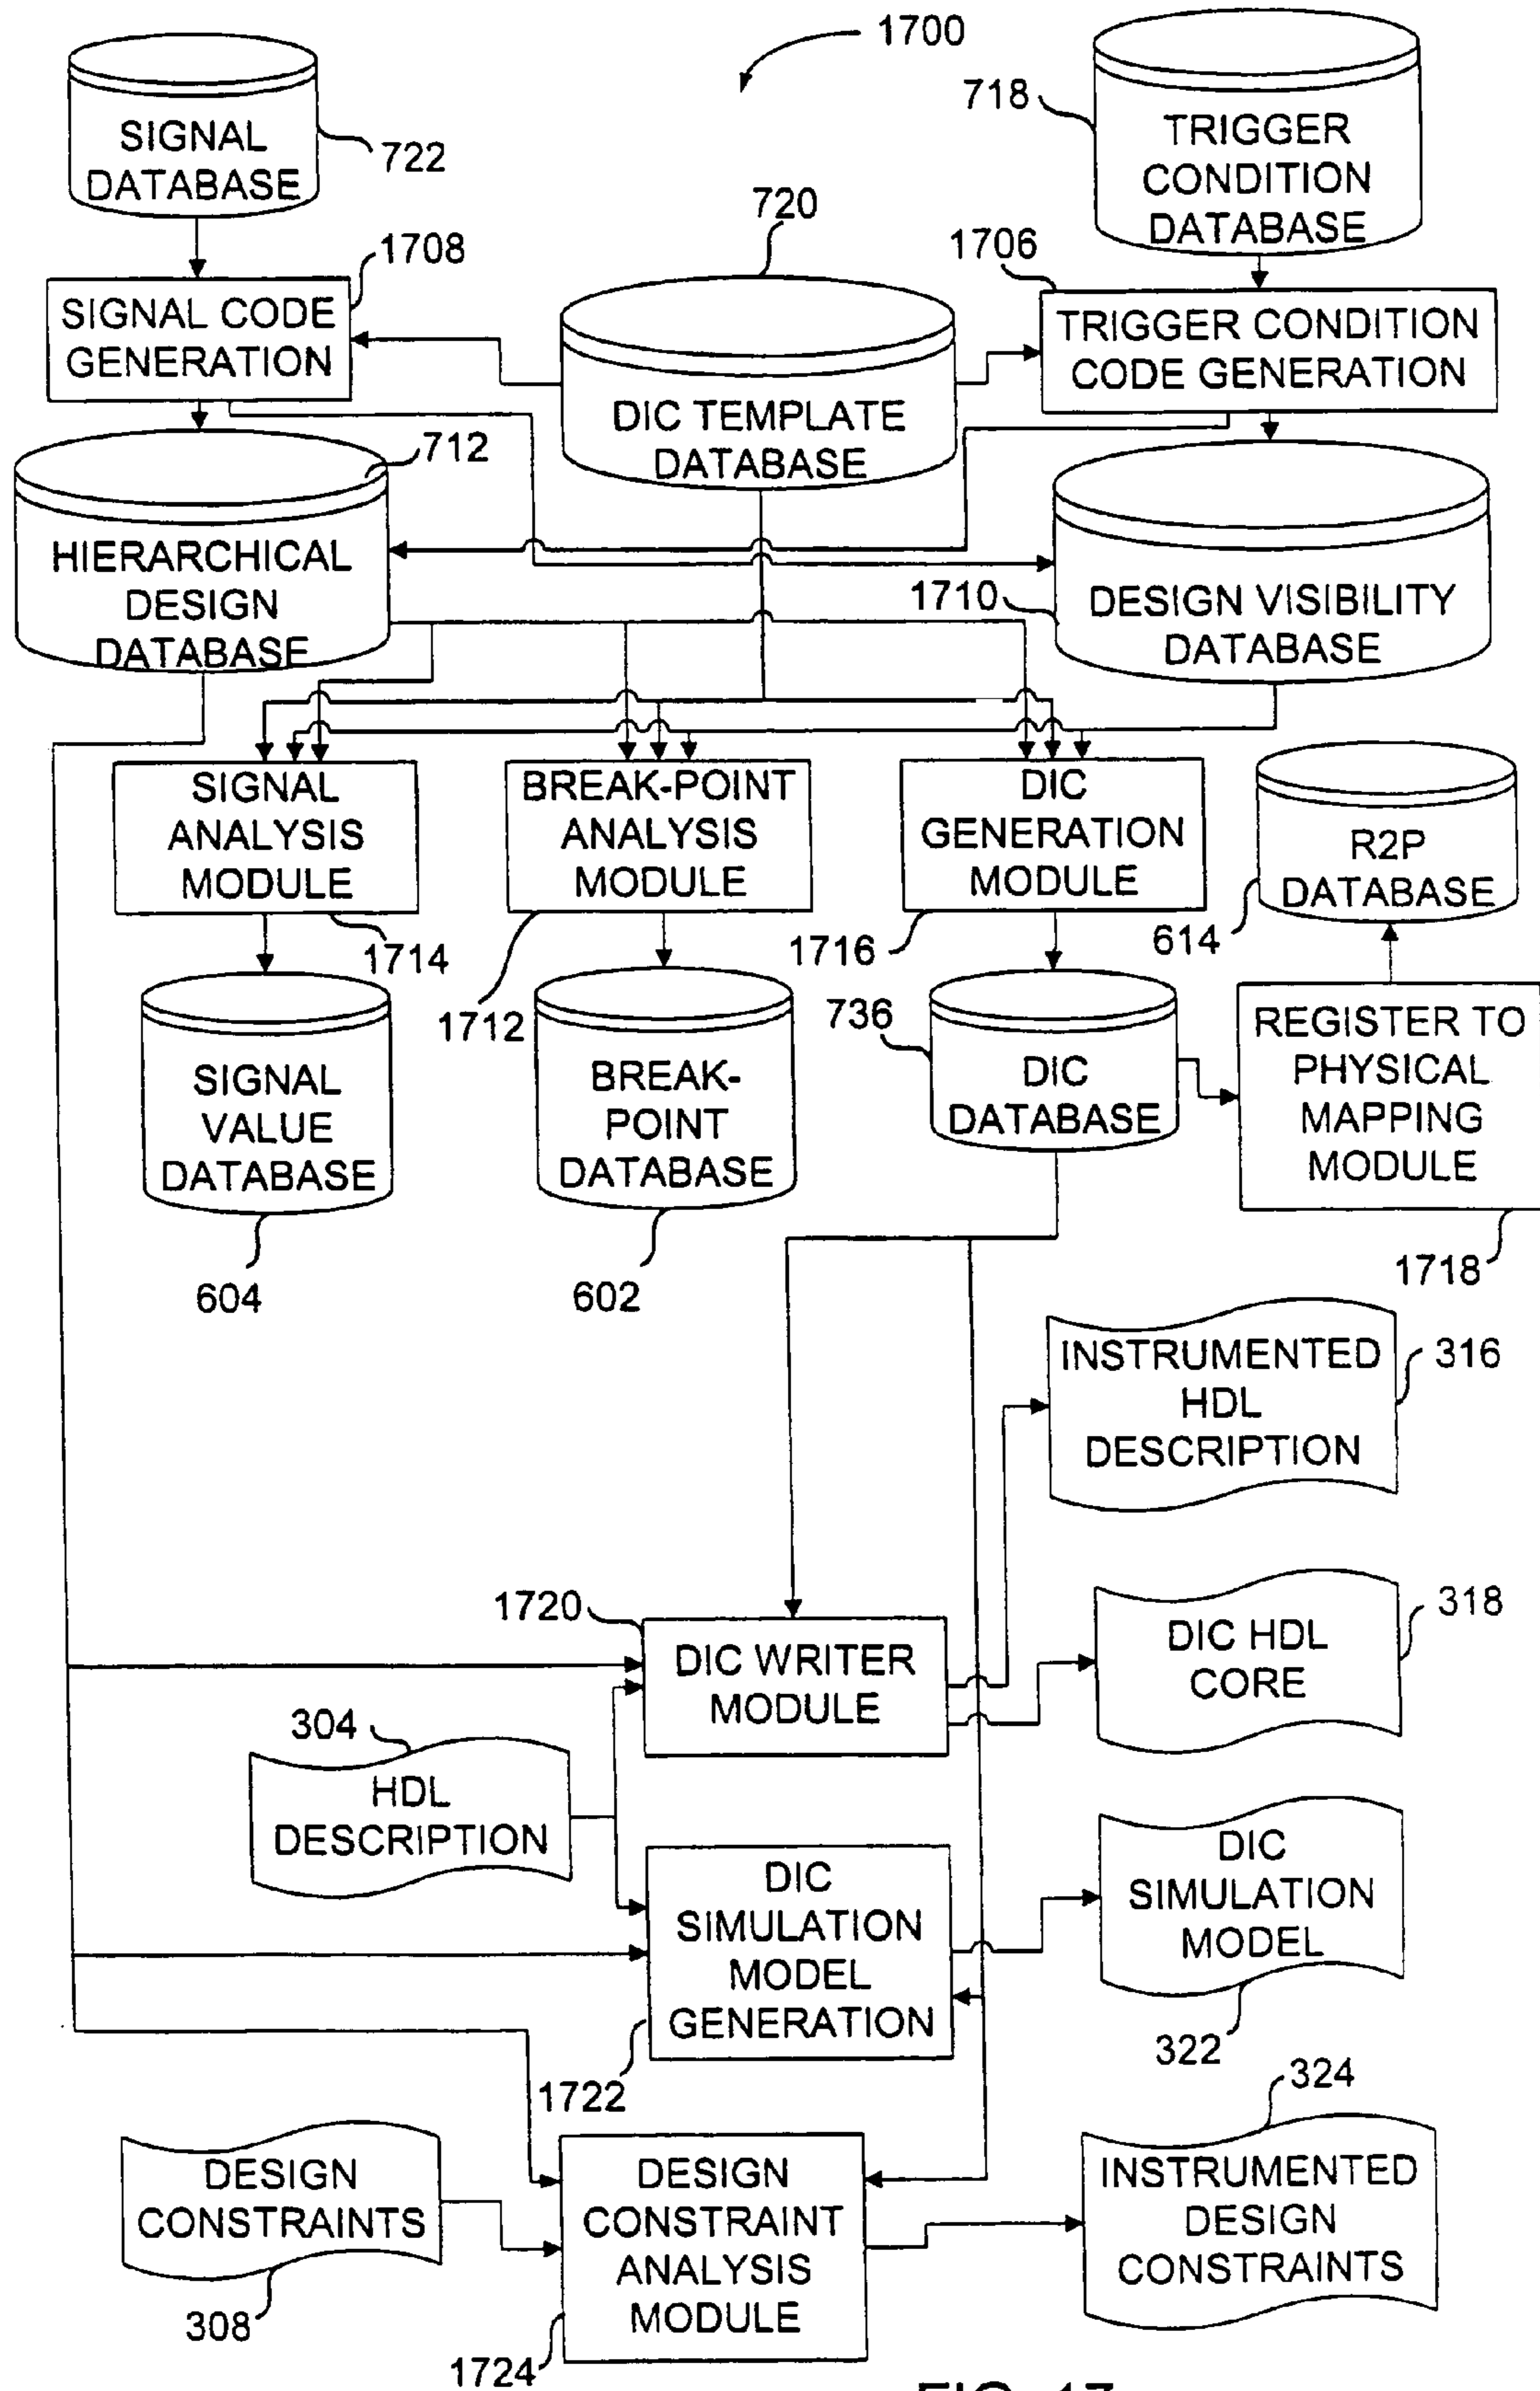 1700
SIGNAL
DATABASE
722
718
TRIGGER
CONDITION
DATABASE
720
1708
1706
SIGNAL CODE
GENERATION
TRIGGER CONDITION
CODE GENERATION
DIC TEMPLATE
DATABASE
712
HIERARCHICAL
DESIGN
DATABASE
1710
DESIGN VISIBILITY
DATABASE
SIGNAL
ANALYSIS
MODULE
BREAK-POINT
ANALYSIS
MODULE
DIC
GENERATION
MODULE
R2P
DATABASE
1714
1712
1716
614
SIGNAL
VALUE
DATABASE
BREAK-
POINT
DATABASE
736
DIC
DATABASE
REGISTER TO
PHYSICAL
MAPPING
MODULE
604
602
1718
INSTRUMENTED
HDL
DESCRIPTION
316
1720
DIC WRITER
MODULE
DIC HDL
CORE
318
304
HDL
DESCRIPTION
DIC
SIMULATION
MODEL
GENERATION
DIC
SIMULATION
MODEL
1722
322
324
DESIGN
CONSTRAINTS
DESIGN
CONSTRAINT
ANALYSIS
MODULE
INSTRUMENTED
DESIGN
CONSTRAINTS
308
1724
FIG. 17